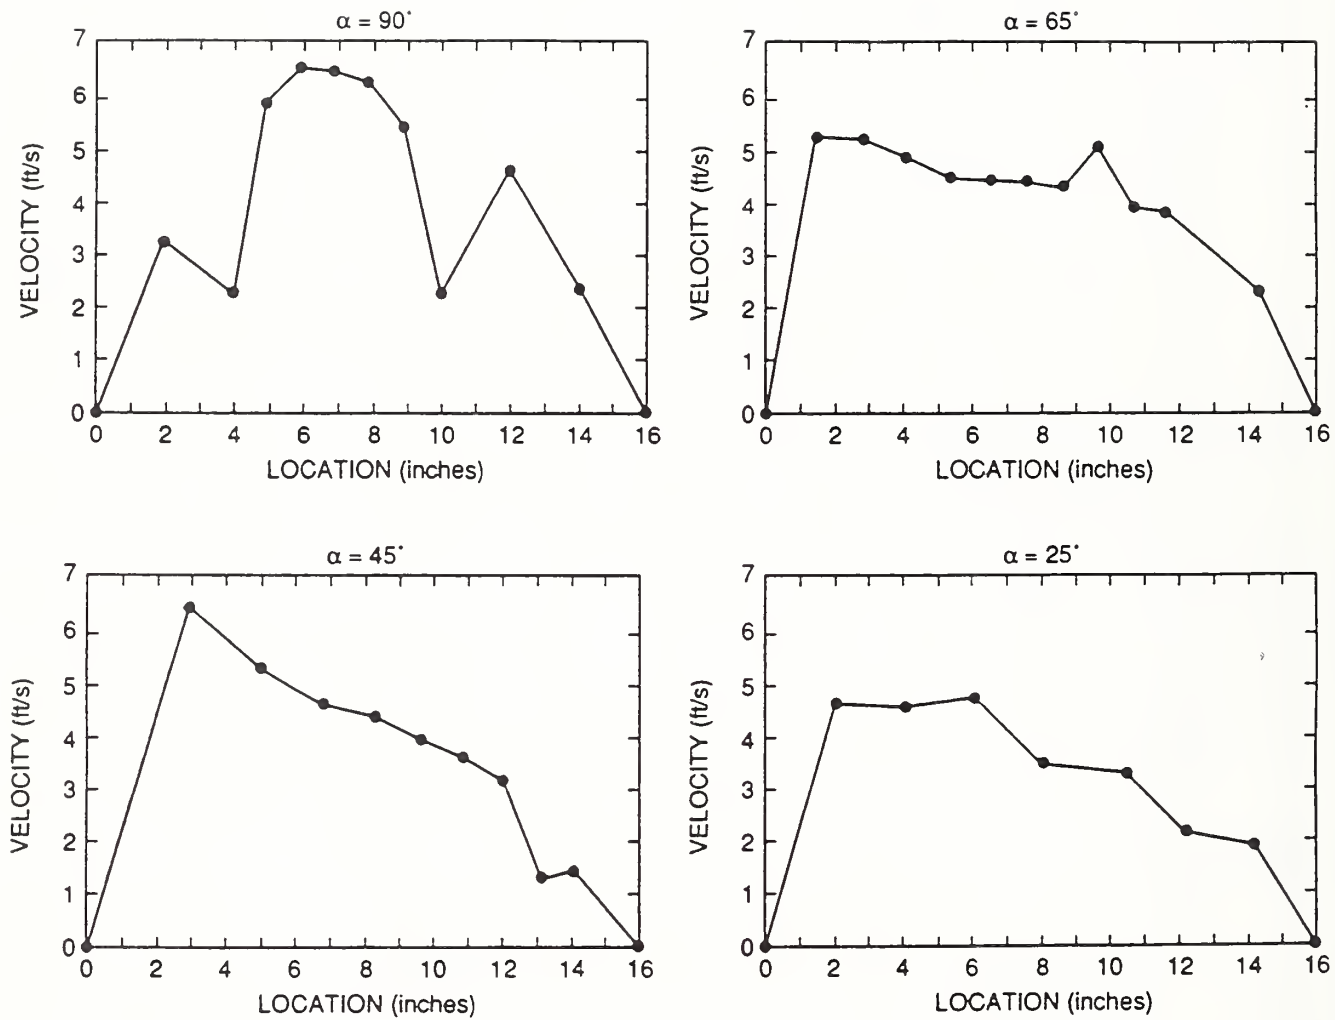 α = 90°
7
6
5
4
3
2
1
0
VELOCITY (ft/s)
0 2 4 6 8 10 12 14 16
LOCATION (inches)
α = 65°
7
6
5
4
3
2
1
0
VELOCITY (ft/s)
0 2 4 6 8 10 12 14 16
LOCATION (inches)
α = 45°
7
6
5
4
3
2
1
0
VELOCITY (ft/s)
0 2 4 6 8 10 12 14 16
LOCATION (inches)
α = 25°
7
6
5
4
3
2
1
0
VELOCITY (ft/s)
0 2 4 6 8 10 12 14 16
LOCATION (inches)